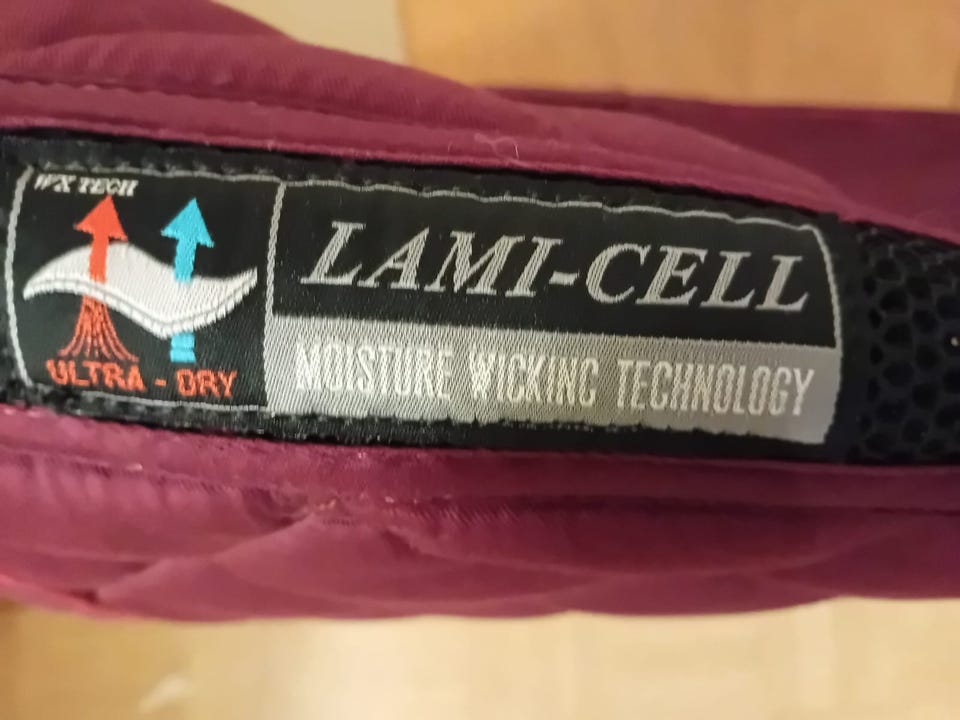 WX TECH
ULTRA - DRY
LAMI-CELL
MOISTURE WICKING TECHNOLOGY